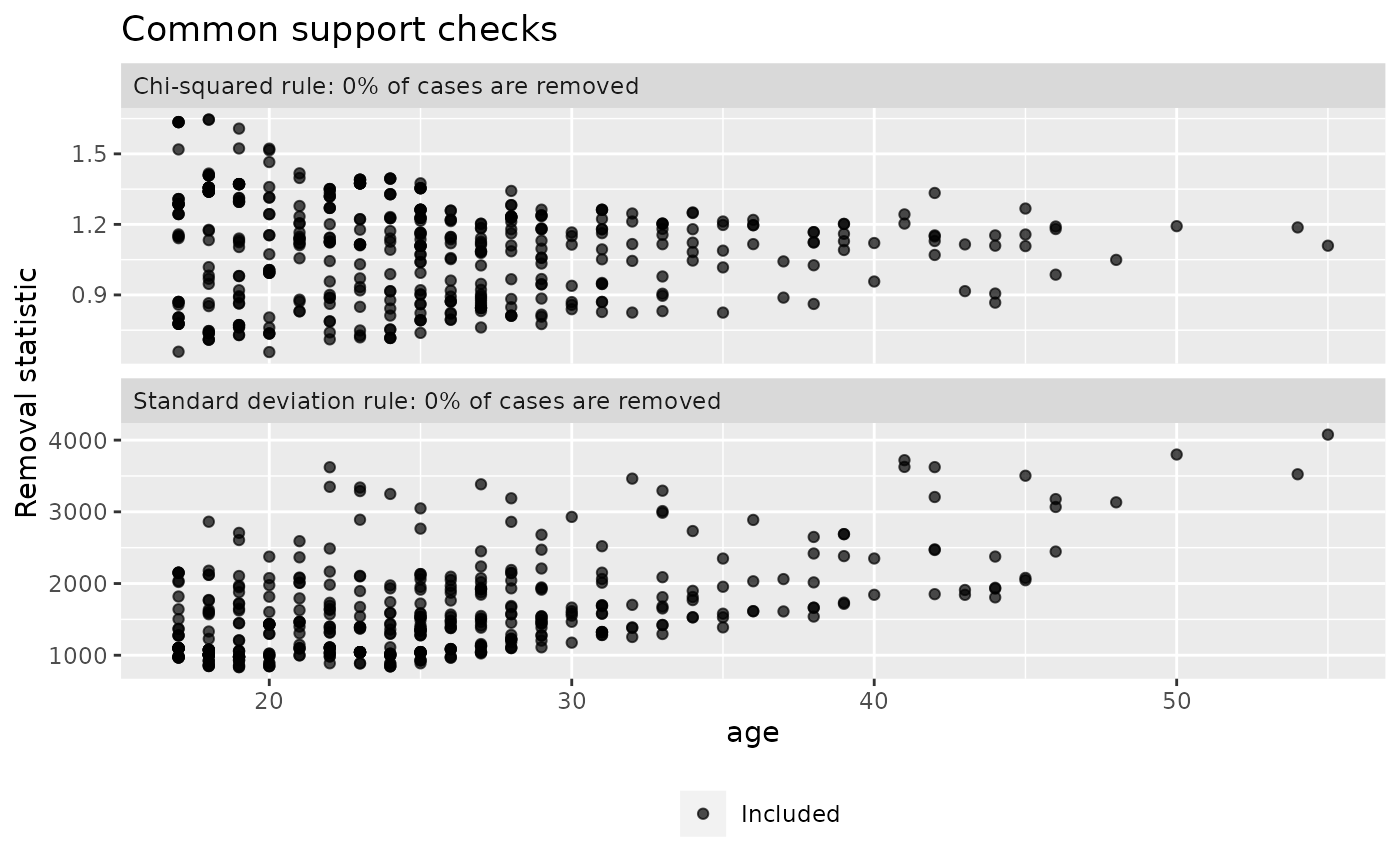 Common support checks
Chi-squared rule: 0% of cases are removed
1.5
1.2
0.9
Removal statistic
Standard deviation rule: 0% of cases are removed
4000
3000
2000
1000
20 30 40 50
age
Included